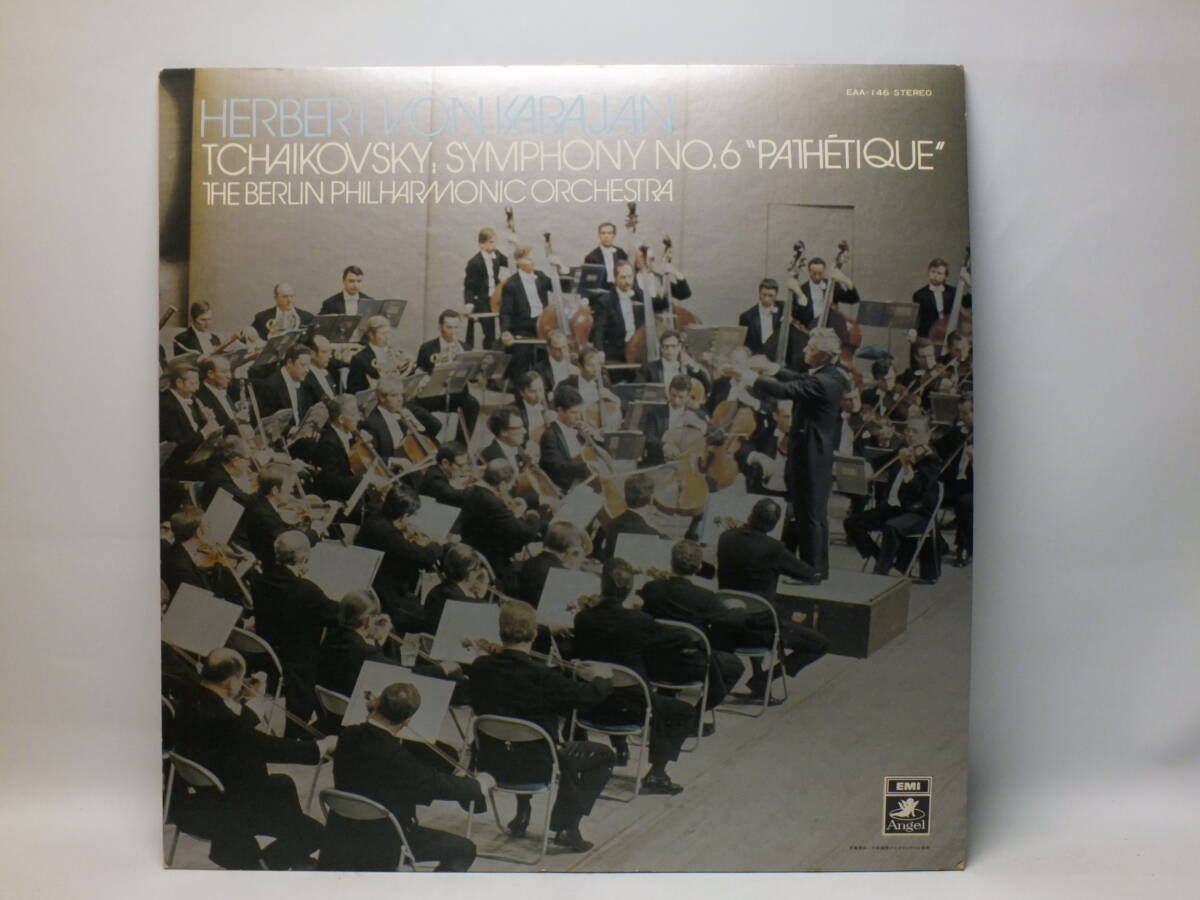 EAA-146 STEREO
HERBERT VON KARAJAN
TCHAIKOVSKY: SYMPHONY NO.6 "PATHÉTIQUE"
THE BERLIN PHILHARMONIC ORCHESTRA
EMI
Angel